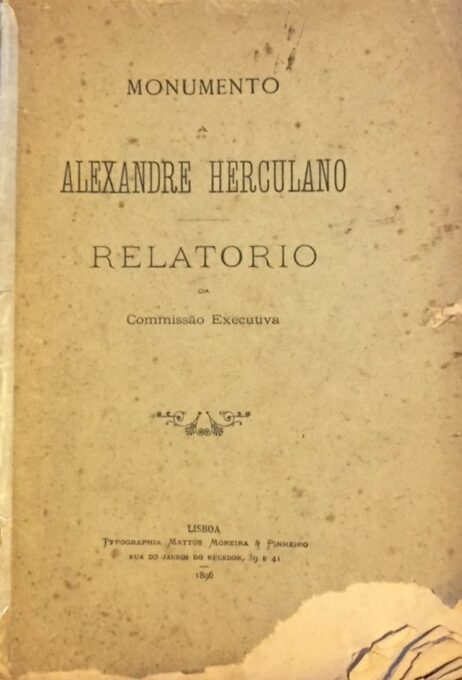 MONUMENTO
A
ALEXANDRE HERCULANO
RELATORIO
DA
Commissão Executiva
LISBOA
Typographia Mattos Moreira & Pinheiro
RUA DO JARDIM DO REGEDOR, 39 E 41
1896